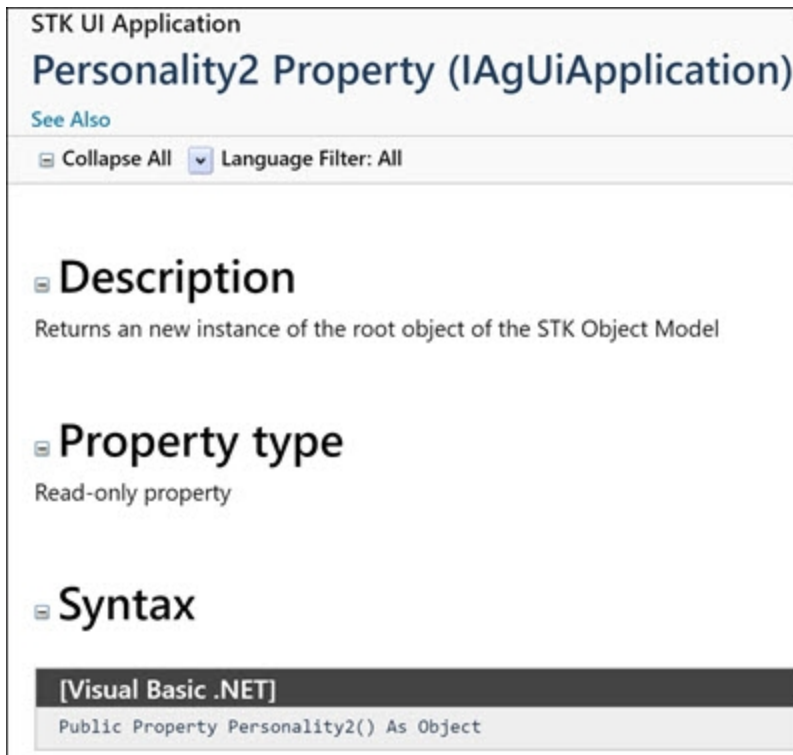 STK UI Application
Personality2 Property (IAgUiApplication)
See Also
Collapse All Language Filter: All
Description
Returns an new instance of the root object of the STK Object Model
Property type
Read-only property
Syntax
[Visual Basic .NET]
Public Property Personality2() As Object